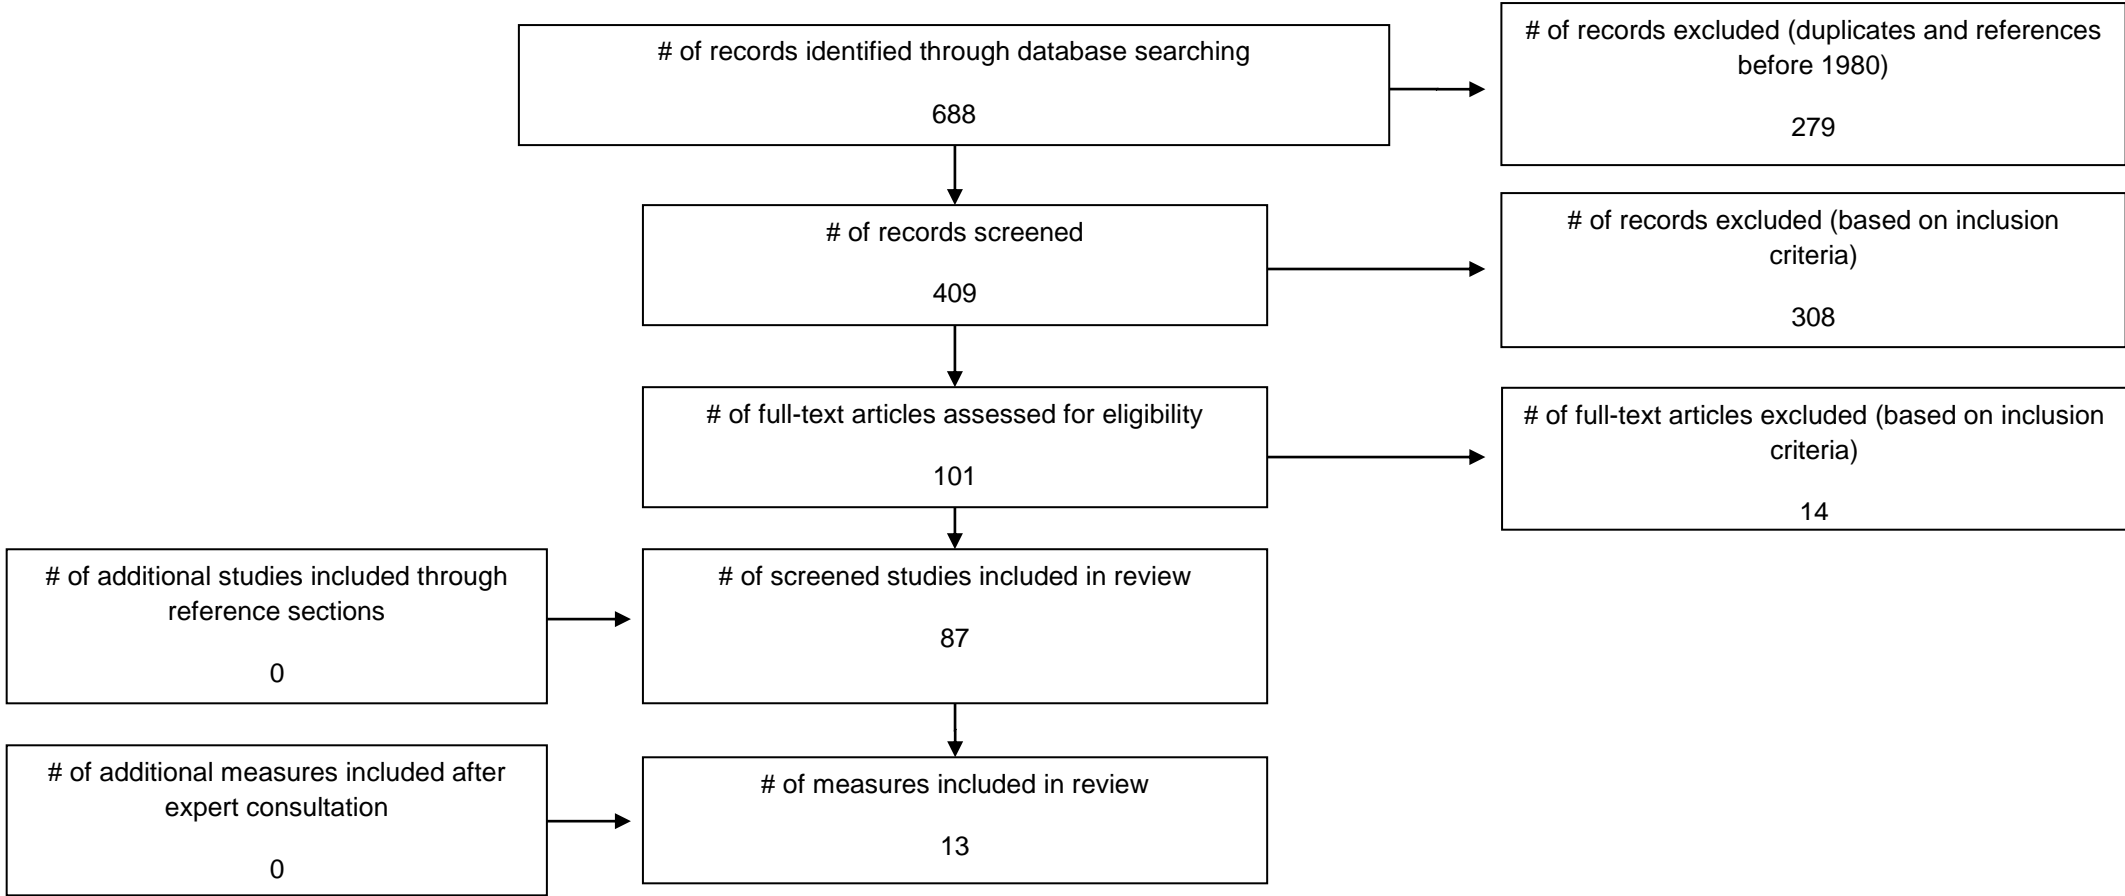 # of records identified through database searching
688
# of records excluded (duplicates and references
before 1980)
279
# of records screened
409
# of records excluded (based on inclusion
criteria)
308
# of full-text articles assessed for eligibility
101
# of full-text articles excluded (based on inclusion
criteria)
14
# of additional studies included through
reference sections
0
# of screened studies included in review
87
# of additional measures included after
expert consultation
0
# of measures included in review
13